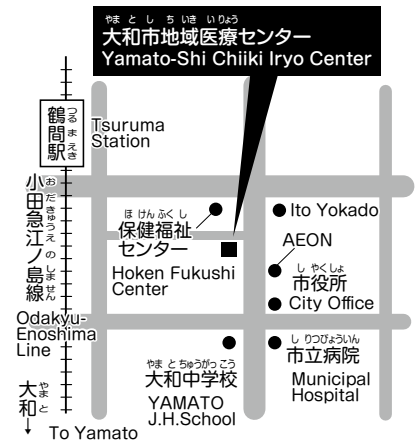 やまとしちいきいりょう
大和市地域医療センター
Yamato-Shi Chiiki Iryo Center
つるまえき
鶴間駅
Tsuruma
Station
おだきゅうえのしません
小田急江ノ島線
Odakyu-
Enoshima
Line
やまと
大和
To Yamato
ほけんふくし
保健福祉
センター
Hoken Fukushi
Center
Ito Yokado
AEON
しやくしょ
市役所
City Office
やまとちゅうがっこう
大和中学校
YAMATO
J.H.School
しりつびょういん
市立病院
Municipal
Hospital